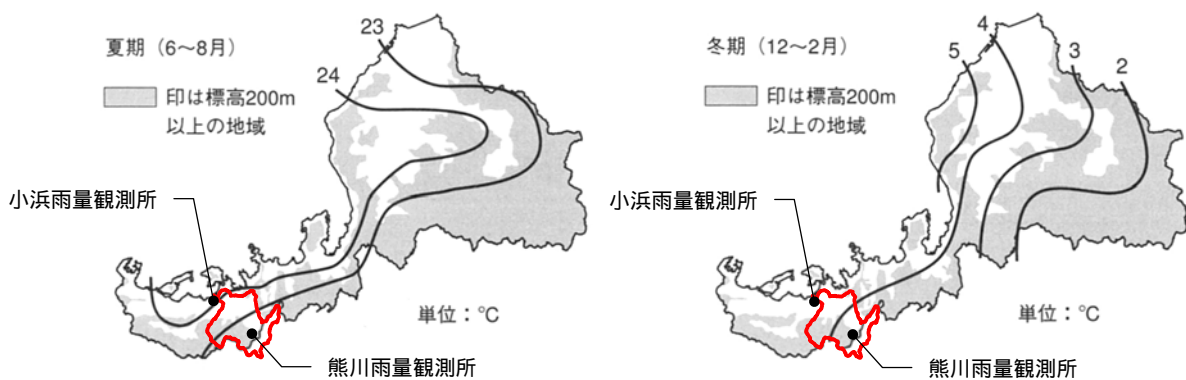 夏期（6～8月）
印は標高200m
以上の地域
23
24
小浜雨量観測所
単位：℃
熊川雨量観測所
冬期（12～2月）
印は標高200m
以上の地域
5
4
3
2
小浜雨量観測所
単位：℃
熊川雨量観測所